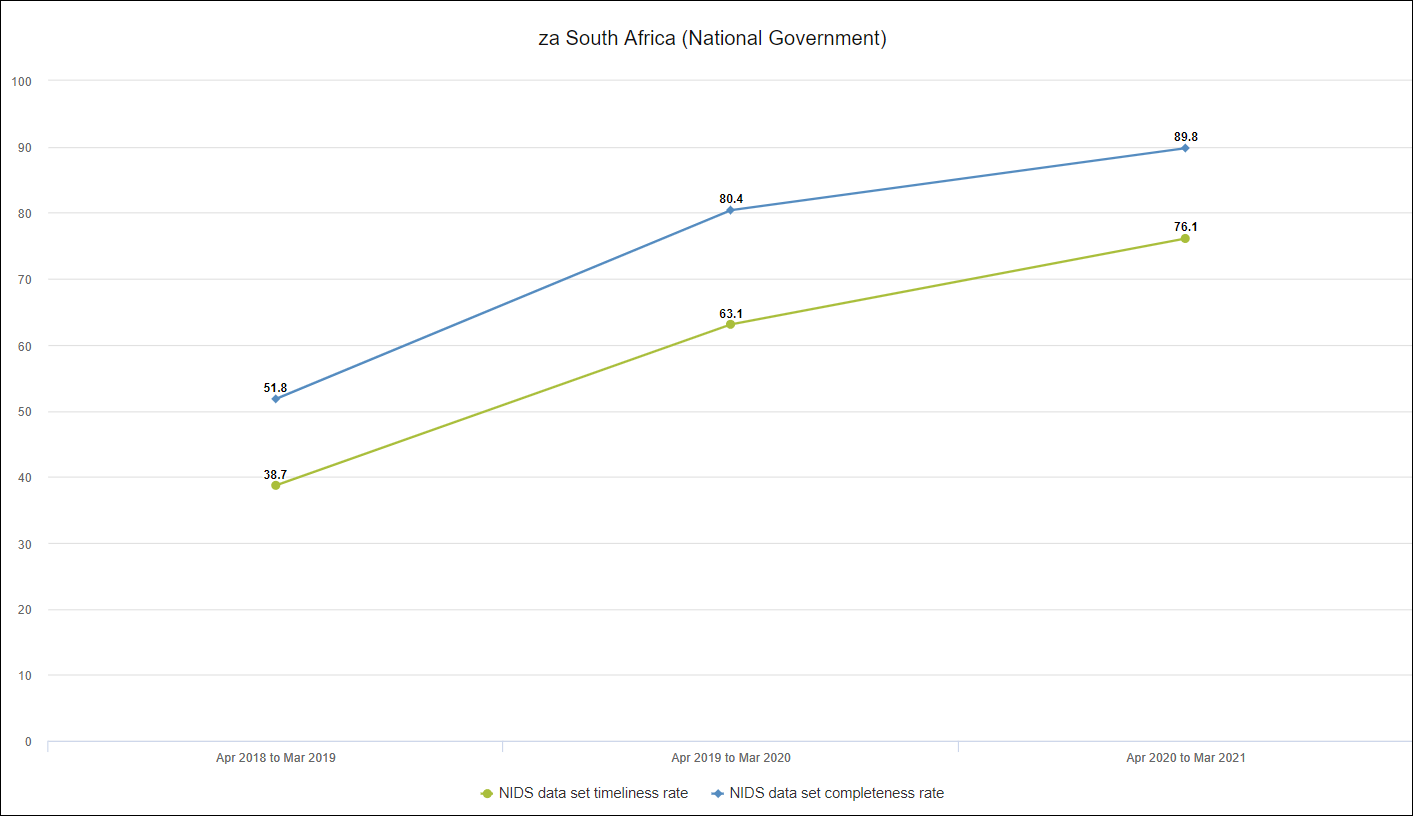 za South Africa (National Government)
100
90
80
70
60
50
40
30
20
10
0
89.8
80.4
76.1
63.1
51.8
38.7
Apr 2018 to Mar 2019
Apr 2019 to Mar 2020
Apr 2020 to Mar 2021
NIDS data set timeliness rate
NIDS data set completeness rate